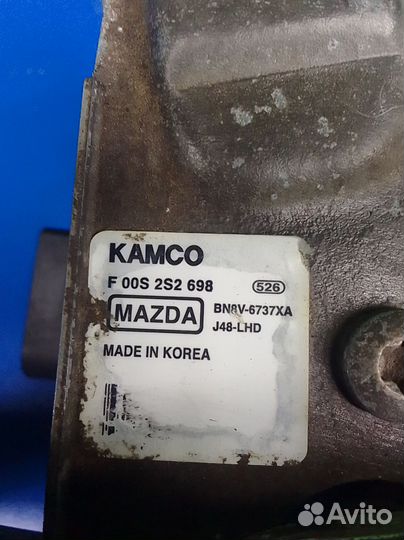 KAMCO
F 00S 2S2 698 526
MAZDA BN8V-6737XA
J48-LHD
MADE IN KOREA
Avito